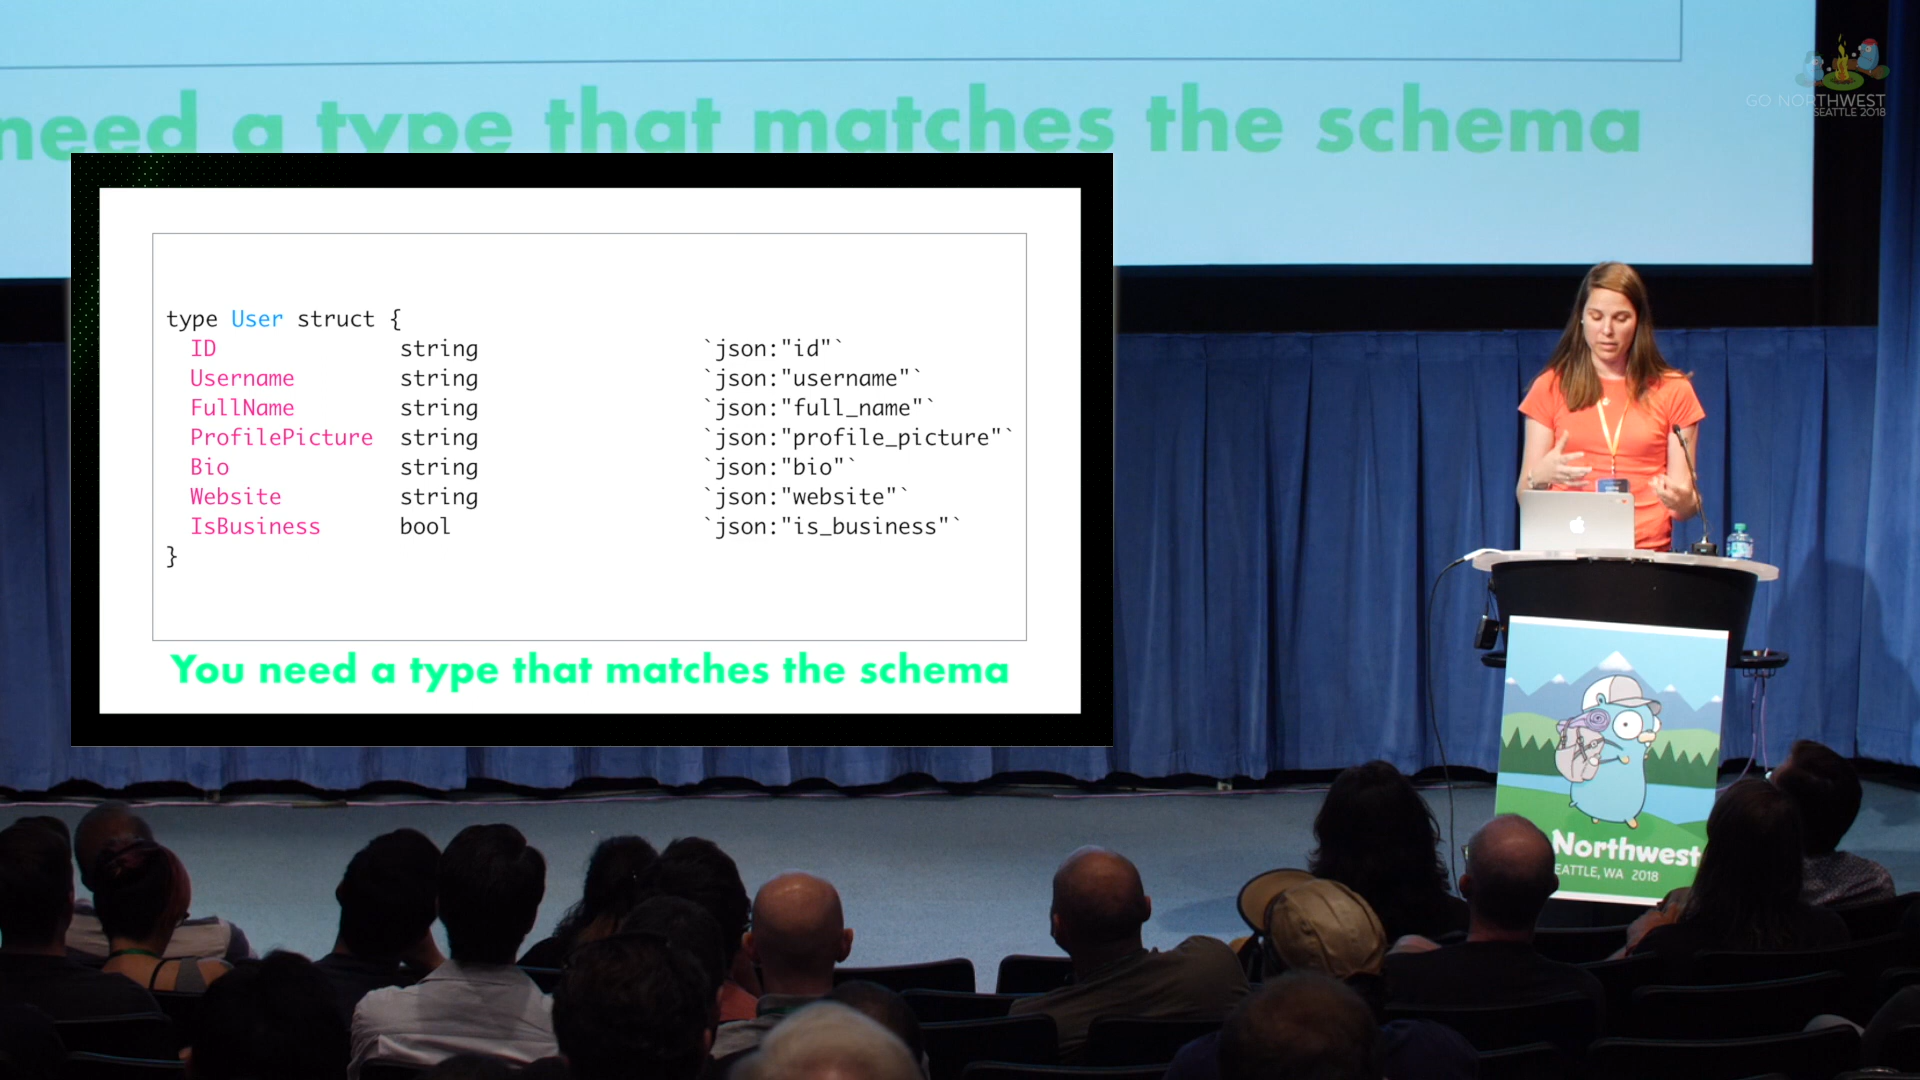 need a type that matches the schema
GO NORTHWEST
SEATTLE 2018
type User struct {
ID string `json:"id"`
Username string `json:"username"`
FullName string `json:"full_name"`
ProfilePicture string `json:"profile_picture"`
Bio string `json:"bio"`
Website string `json:"website"`
IsBusiness bool `json:"is_business"`
}
You need a type that matches the schema
Northwest
EATTLE, WA 2018